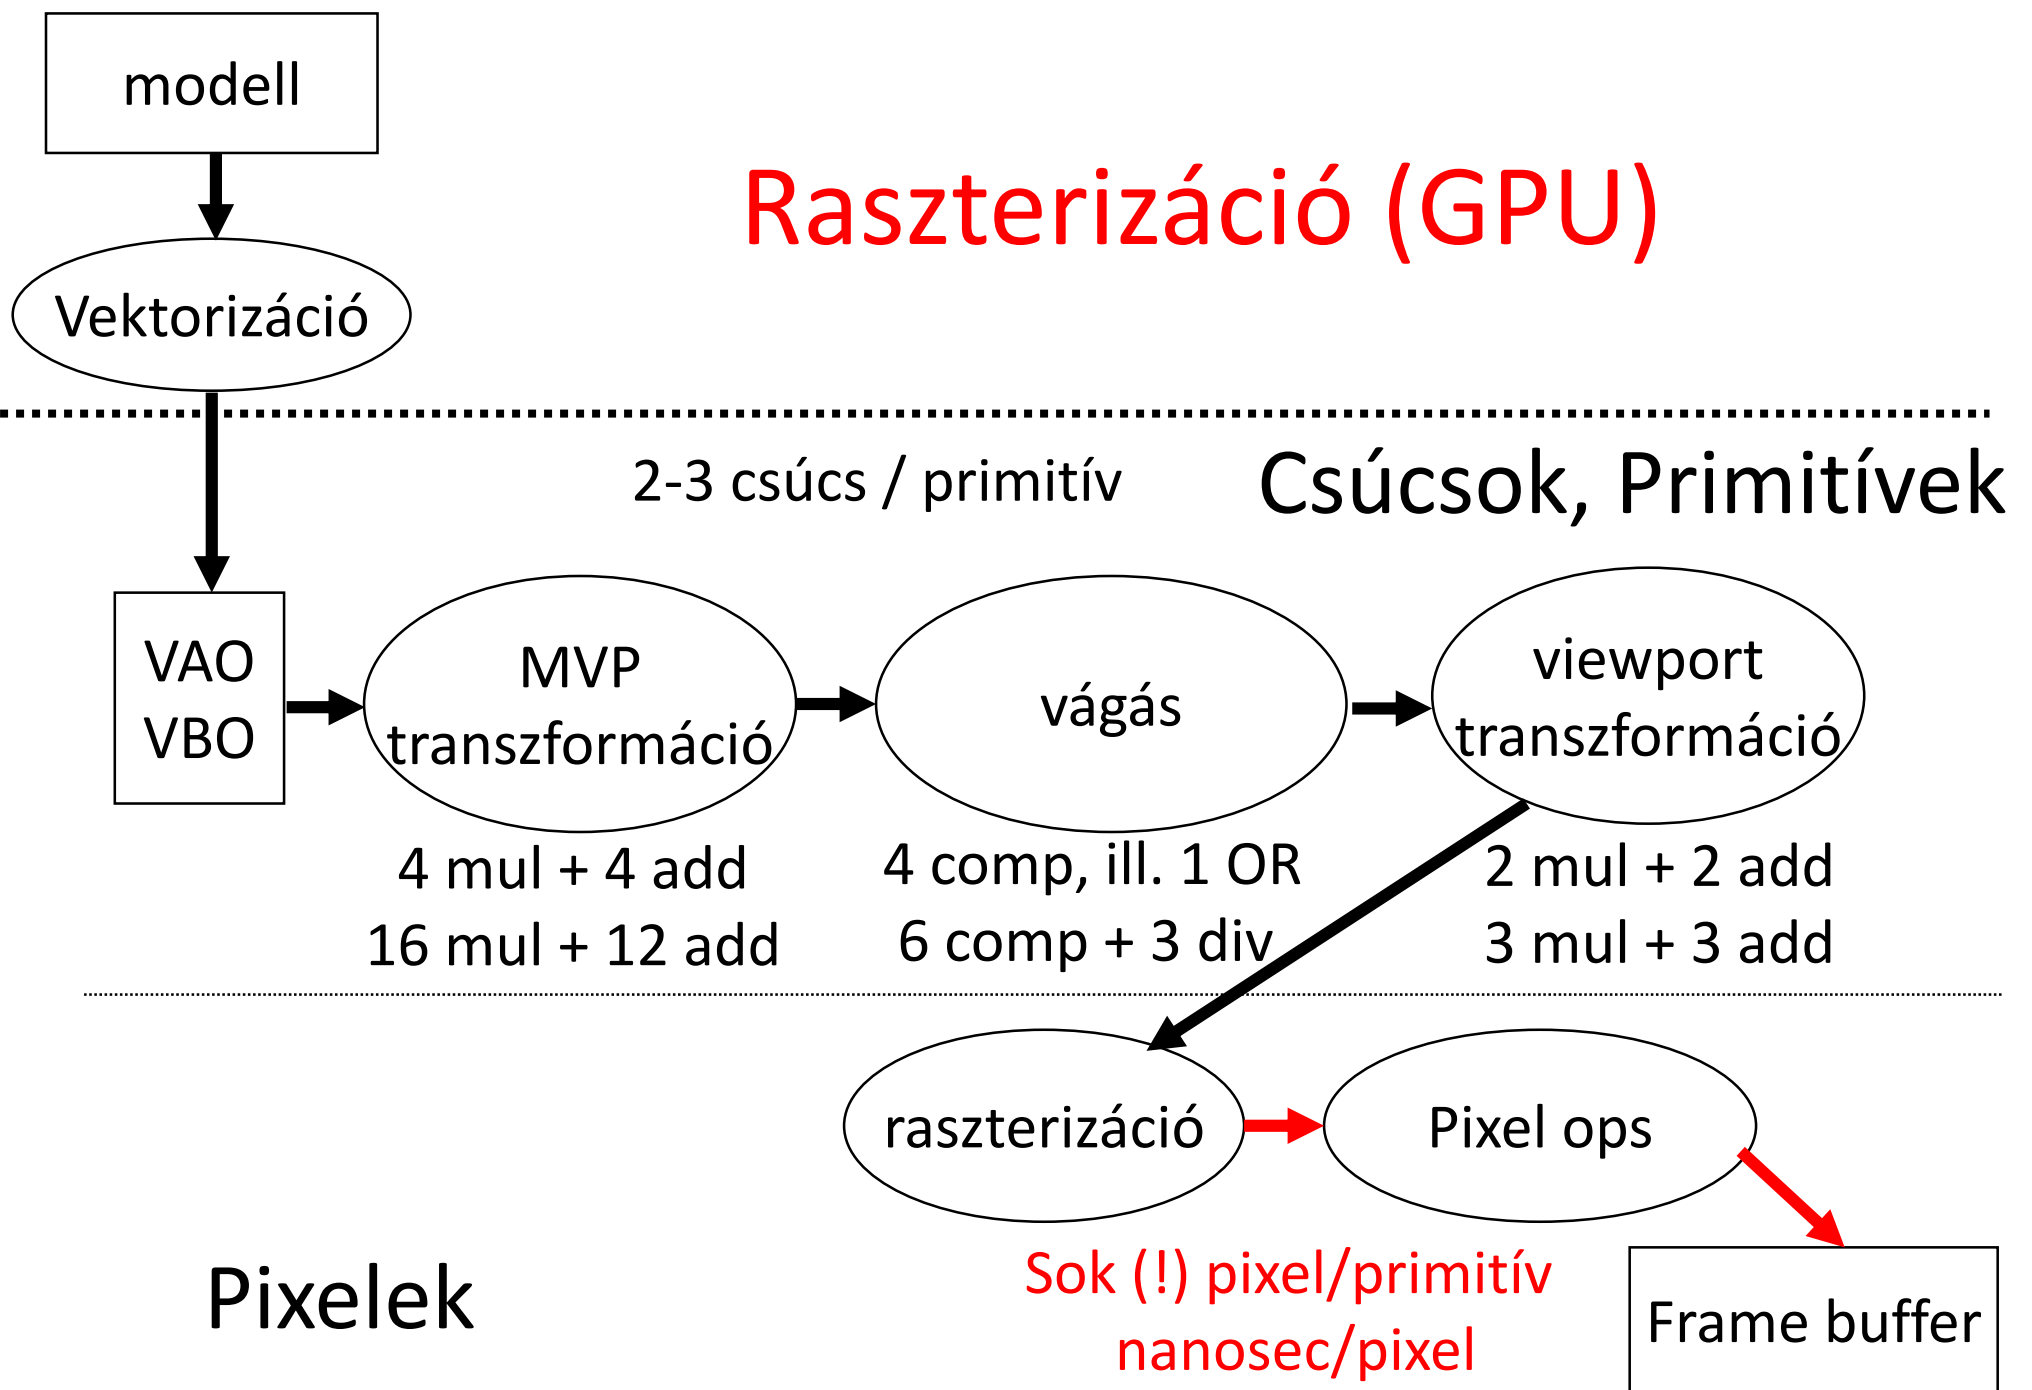 modell
Raszterizáció (GPU)
Vektorizáció
2-3 csúcs / primitív
Csúcsok, Primitívek
VAO
VBO
MVP
transzformáció
vágás
viewport
transzformáció
4 mul + 4 add
16 mul + 12 add
4 comp, ill. 1 OR
6 comp + 3 div
2 mul + 2 add
3 mul + 3 add
raszterizáció
Pixel ops
Pixelek
Sok (!) pixel/primitív
nanosec/pixel
Frame buffer